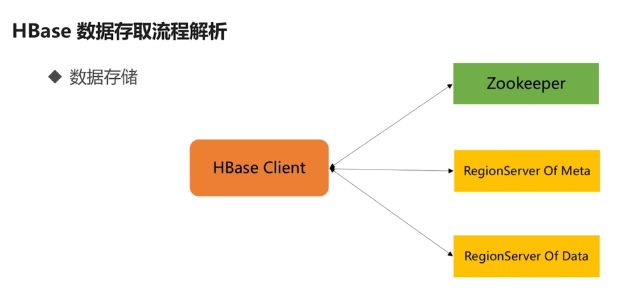 HBase 数据存取流程解析
数据存储
Zookeeper
HBase Client
RegionServer Of Meta
RegionServer Of Data